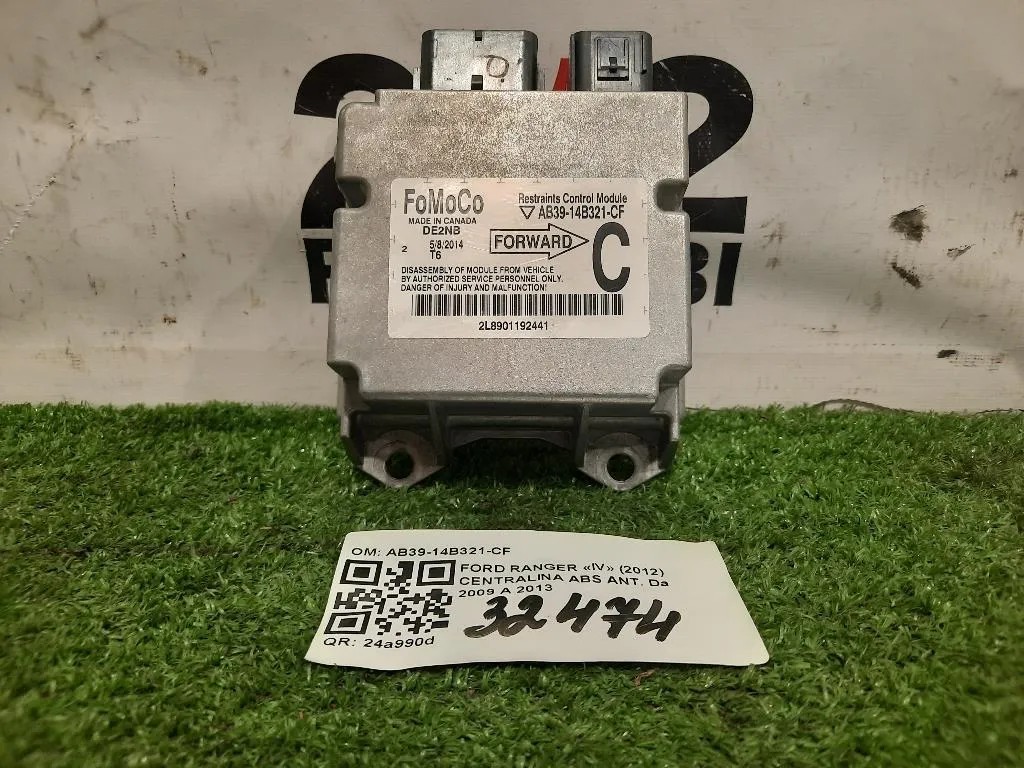 FoMoCo
MADE IN CANADA
DE2NB
2 5/8/2014
T6
Restraints Control Module
AB39-14B321-CF
FORWARD
C
DISASSEMBLY OF MODULE FROM VEHICLE
BY AUTHORIZED SERVICE PERSONNEL ONLY.
DANGER OF INJURY AND MALFUNCTION!
2L8901192441
OM: AB39-14B321-CF
FORD RANGER «IV» (2012)
CENTRALINA ABS ANT. Da
2009 A 2013
32474
QR: 24a990d